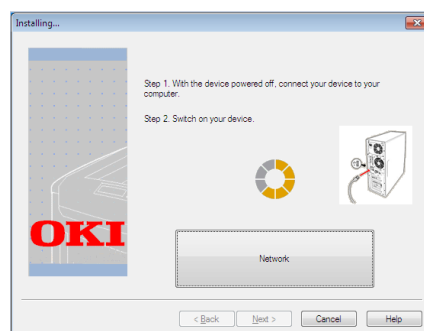 Installing...
Step 1. With the device powered off, connect your device to your
computer.
Step 2. Switch on your device.
OKI
Network
< Back
Next >
Cancel
Help